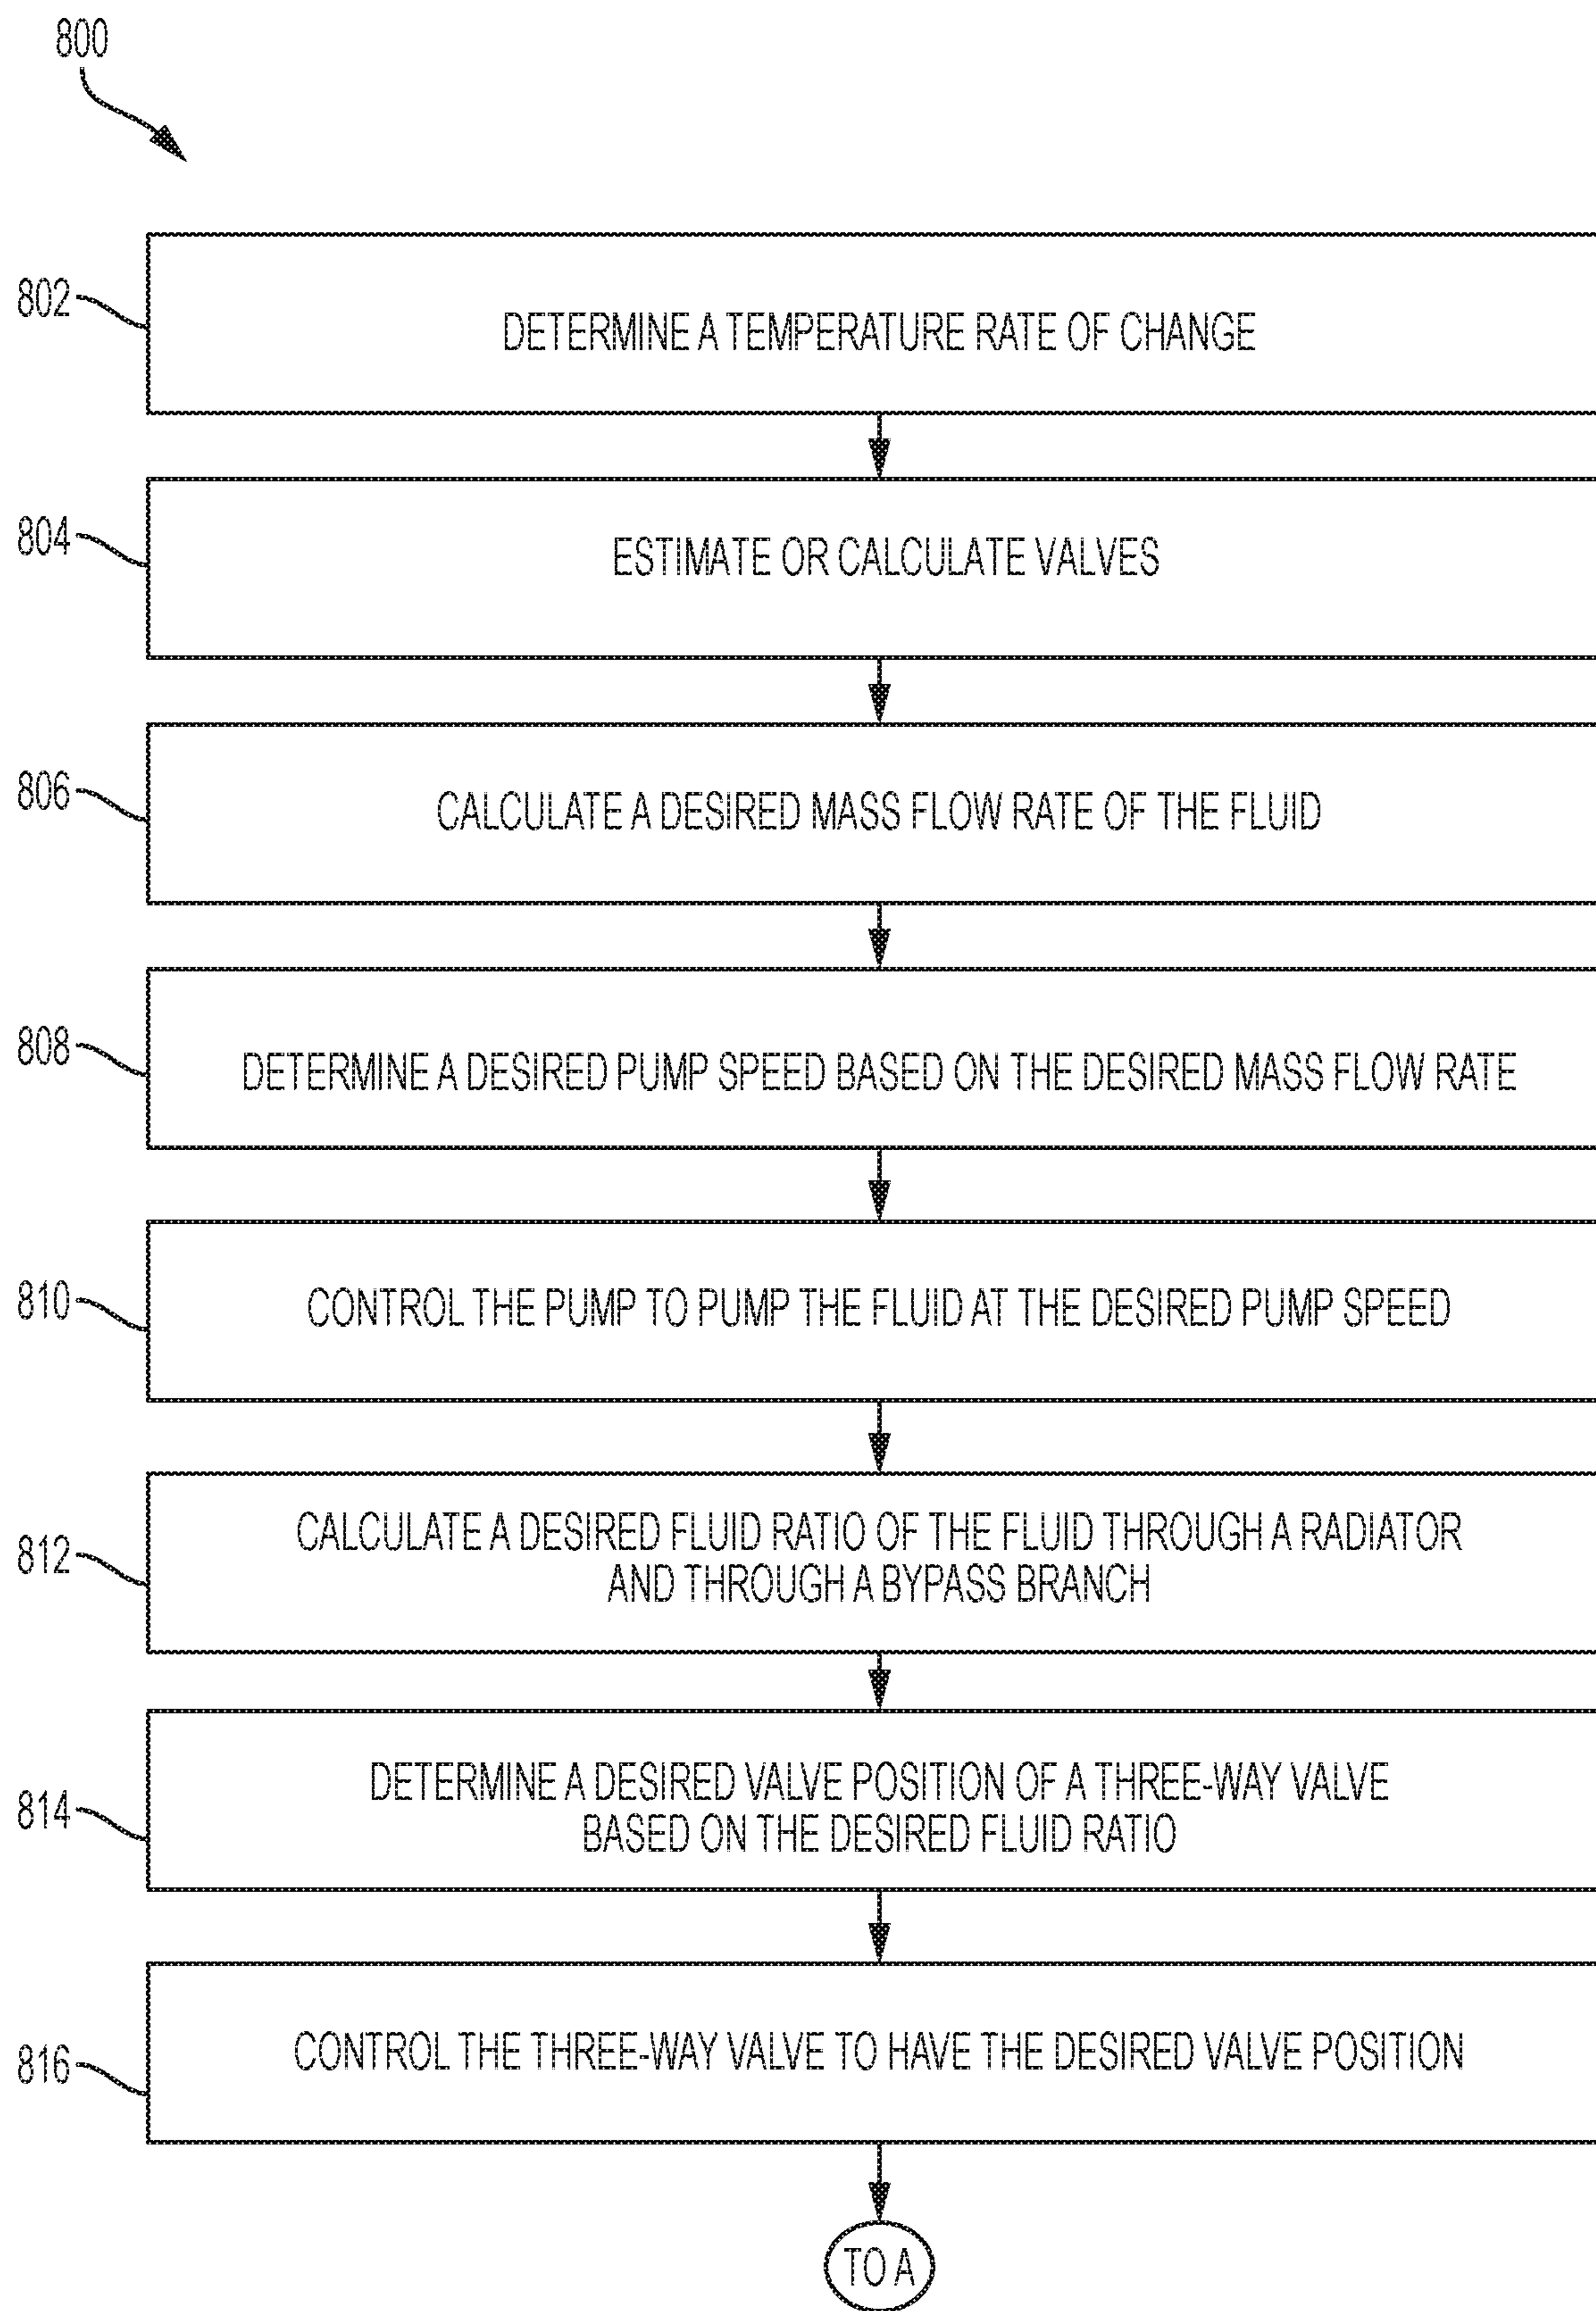 800
802
DETERMINE A TEMPERATURE RATE OF CHANGE
804
ESTIMATE OR CALCULATE VALVES
806
CALCULATE A DESIRED MASS FLOW RATE OF THE FLUID
808
DETERMINE A DESIRED PUMP SPEED BASED ON THE DESIRED MASS FLOW RATE
810
CONTROL THE PUMP TO PUMP THE FLUID AT THE DESIRED PUMP SPEED
812
CALCULATE A DESIRED FLUID RATIO OF THE FLUID THROUGH A RADIATOR
AND THROUGH A BYPASS BRANCH
814
DETERMINE A DESIRED VALVE POSITION OF A THREE-WAY VALVE
BASED ON THE DESIRED FLUID RATIO
816
CONTROL THE THREE-WAY VALVE TO HAVE THE DESIRED VALVE POSITION
TO A